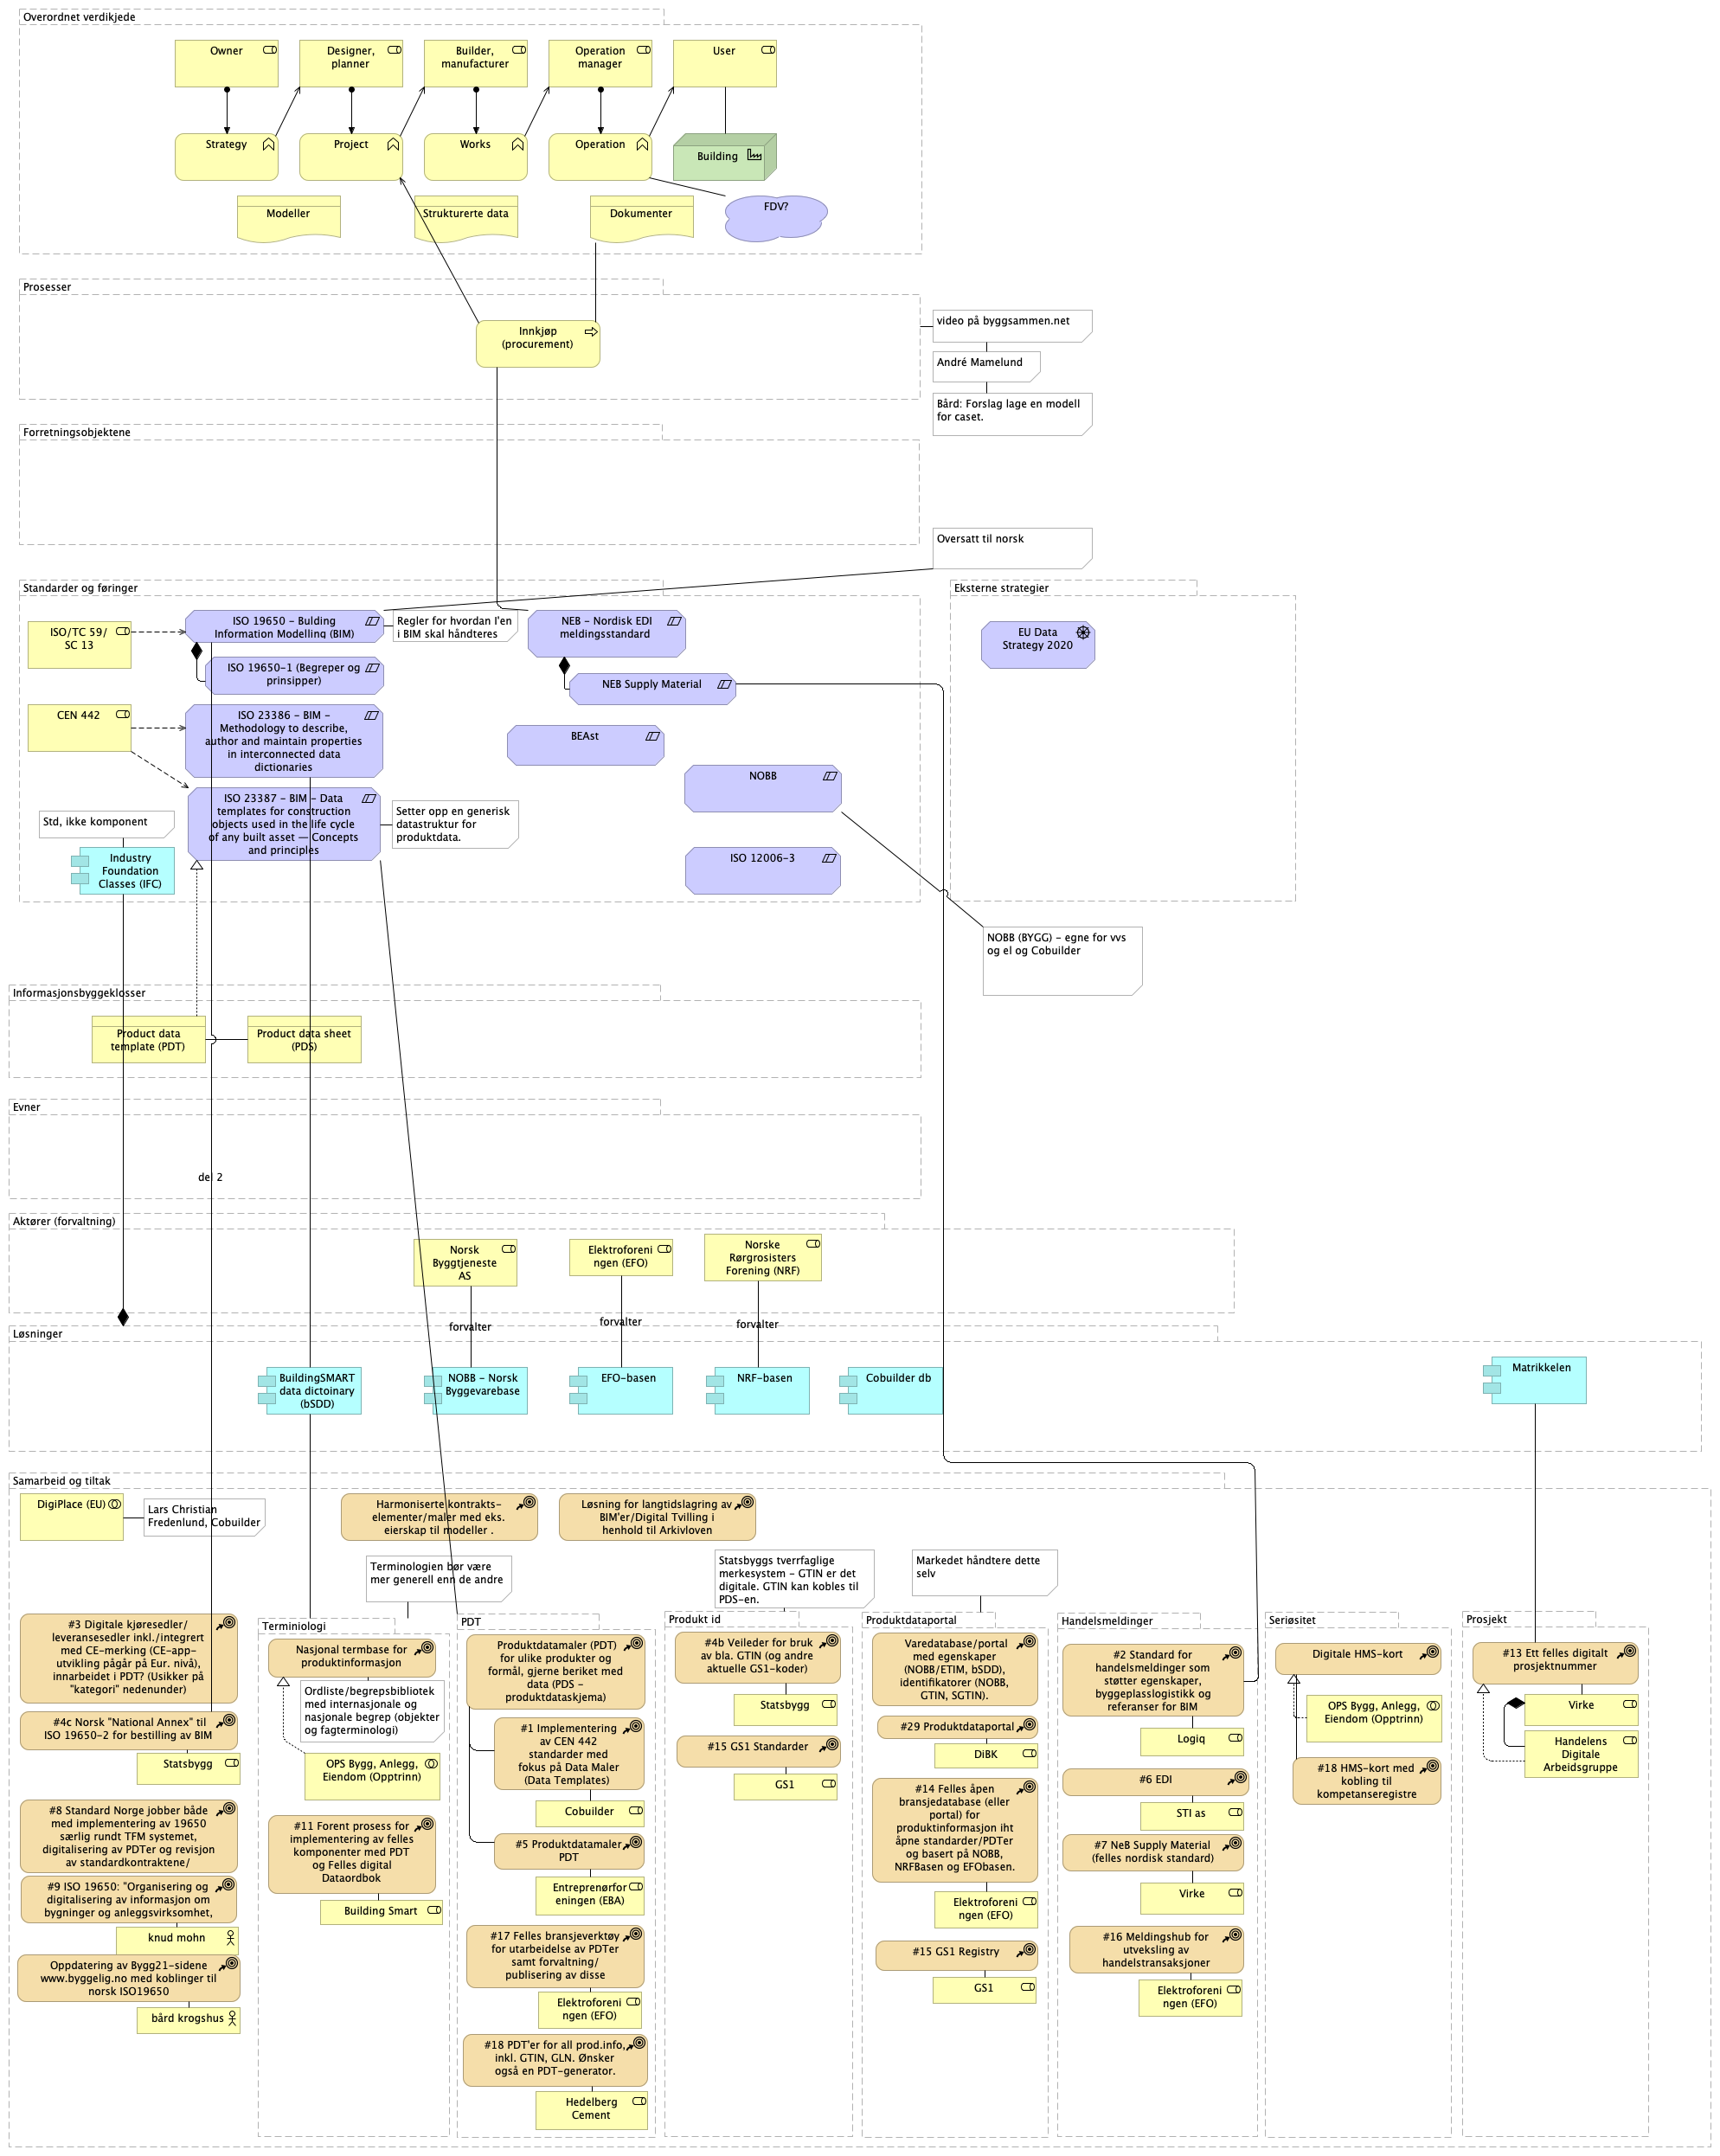 Overordnet verdikjede
Owner
Designer,
planner
Builder,
manufacturer
Operation
manager
User
Strategy
Project
Works
Operation
Building
Modeller
Strukturerte data
Dokumenter
FDV?
Prosesser
Innkjøp
(procurement)
video på byggsammen.net
André Mamelund
Bård: Forslag lage en modell
for caset.
Forretningsobjektene
Oversatt til norsk
Standarder og føringer
ISO/TC 59/
SC 13
ISO 19650 - Bulding
Information Modelling (BIM)
Regler for hvordan I'en
i BIM skal håndteres
NEB - Nordisk EDI
meldingsstandard
ISO 19650-1 (Begreper og
prinsipper)
NEB Supply Material
CEN 442
ISO 23386 - BIM -
Methodology to describe,
author and maintain properties
in interconnected data
dictionaries
BEAst
NOBB
ISO 23387 - BIM - Data
templates for construction
objects used in the life cycle
of any built asset — Concepts
and principles
Setter opp en generisk
datastruktur for
produktdata.
Std, ikke komponent
Industry
Foundation
Classes (IFC)
ISO 12006-3
Eksterne strategier
EU Data
Strategy 2020
NOBB (BYGG) - egne for vvs
og el og Cobuilder
Informasjonsbyggeklosser
Product data
template (PDT)
Product data sheet
(PDS)
Evner
del 2
Aktører (forvaltning)
Norsk
Byggtjeneste
AS
Elektroforeni
ngen (EFO)
Norske
Rørgrosisters
Forening (NRF)
forvalter
forvalter
forvalter
Løsninger
BuildingSMART
data dictoinary
(bSDD)
NOBB - Norsk
Byggevarebase
EFO-basen
NRF-basen
Cobuilder db
Matrikkelen
Samarbeid og tiltak
DigiPlace (EU)
Lars Christian
Fredenlund, Cobuilder
Harmoniserte kontrakts-
elementer/maler med eks.
eierskap til modeller .
Løsning for langtidslagring av
BIM'er/Digital Tvilling i
henhold til Arkivloven
Terminologien bør være
mer generell enn de andre
Statsbyggs tverrfaglige
merkesystem - GTIN er det
digitale. GTIN kan kobles til
PDS-en.
Markedet håndtere dette
selv
#3 Digitale kjøresedler/
leveransesedler inkl./integrert
med CE-merking (CE-app-
utvikling pågår på Eur. nivå),
innarbeidet i PDT? (Usikker på
"kategori" nedenunder)
#4c Norsk "National Annex" til
ISO 19650-2 for bestilling av BIM
Statsbygg
#8 Standard Norge jobber både
med implementering av 19650
særlig rundt TFM systemet,
digitalisering av PDTer og revisjon
av standardkontraktene/
#9 ISO 19650: "Organisering og
digitalisering av informasjon om
bygninger og anleggsvirksomhet,
knud mohn
Oppdatering av Bygg21-sidene
www.byggelig.no med koblinger til
norsk ISO19650
bård krogshus
Terminiologi
Nasjonal termbase for
produktinformasjon
Ordliste/begrepsbibliotek
med internasjonale og
nasjonale begrep (objekter
og fagterminologi)
OPS Bygg, Anlegg,
Eiendom (Opptrinn)
#11 Forent prosess for
implementering av felles
komponenter med PDT
og Felles digital
Dataordbok
Building Smart
PDT
Produktdatamaler (PDT)
for ulike produkter og
formål, gjerne beriket med
data (PDS -
produktdataskjema)
#1 Implementering
av CEN 442
standarder med
fokus på Data Maler
(Data Templates)
Cobuilder
#5 Produktdatamaler
PDT
Entreprenørfor
eningen (EBA)
#17 Felles bransjeverktøy
for utarbeidelse av PDTer
samt forvaltning/
publisering av disse
Elektroforeni
ngen (EFO)
#18 PDT'er for all prod.info,
inkl. GTIN, GLN. Ønsker
også en PDT-generator.
Hedelberg
Cement
Produkt id
#4b Veileder for bruk
av bla. GTIN (og andre
aktuelle GS1-koder)
Statsbygg
#15 GS1 Standarder
GS1
Produktdataportal
Varedatabase/portal
med egenskaper
(NOBB/ETIM, bSDD),
identifikatorer (NOBB,
GTIN, SGTIN).
#29 Produktdataportal
DiBK
#14 Felles åpen
bransjedatabase (eller
portal) for
produktinformasjon iht
åpne standarder/PDTer
og basert på NOBB,
NRFBasen og EFObasen.
Elektroforeni
ngen (EFO)
#15 GS1 Registry
GS1
Handelsmeldinger
#2 Standard for
handelsmeldinger som
støtter egenskaper,
byggeplasslogistikk og
referanser for BIM
Logiq
#6 EDI
STI as
#7 NeB Supply Material
(felles nordisk standard)
Virke
#16 Meldingshub for
utveksling av
handelstransaksjoner
Elektroforeni
ngen (EFO)
Seriøsitet
Digitale HMS-kort
OPS Bygg, Anlegg,
Eiendom (Opptrinn)
#18 HMS-kort med
kobling til
kompetanseregistre
Prosjekt
#13 Ett felles digitalt
prosjektnummer
Virke
Handelens
Digitale
Arbeidsgruppe